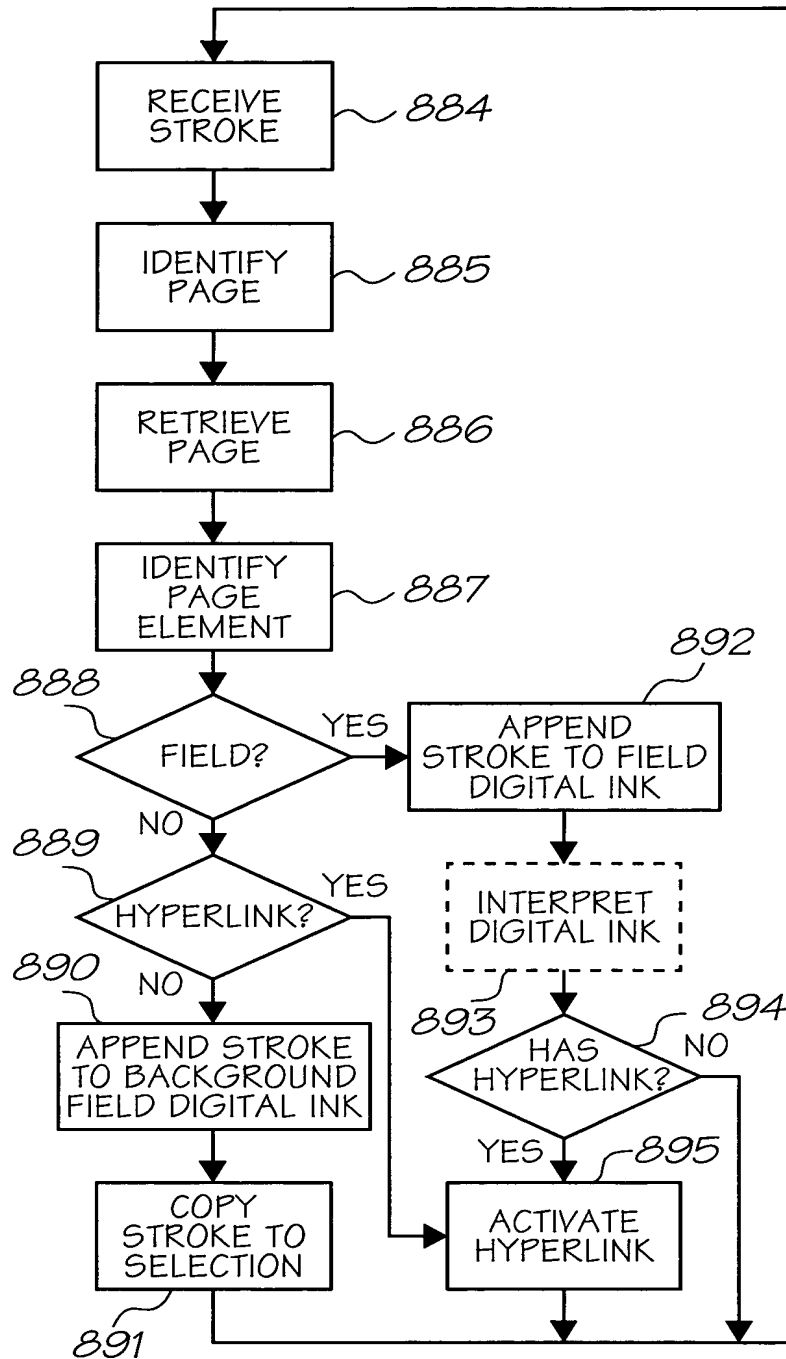 RECEIVE
STROKE
884
IDENTIFY
PAGE
885
RETRIEVE
PAGE
886
IDENTIFY
PAGE
ELEMENT
887
888
FIELD?
YES
NO
892
APPEND
STROKE TO FIELD
DIGITAL INK
889
HYPERLINK?
YES
NO
INTERPRET
DIGITAL INK
893
890
APPEND STROKE
TO BACKGROUND
FIELD DIGITAL INK
894
HAS
HYPERLINK?
NO
YES
COPY
STROKE TO
SELECTION
891
895
ACTIVATE
HYPERLINK